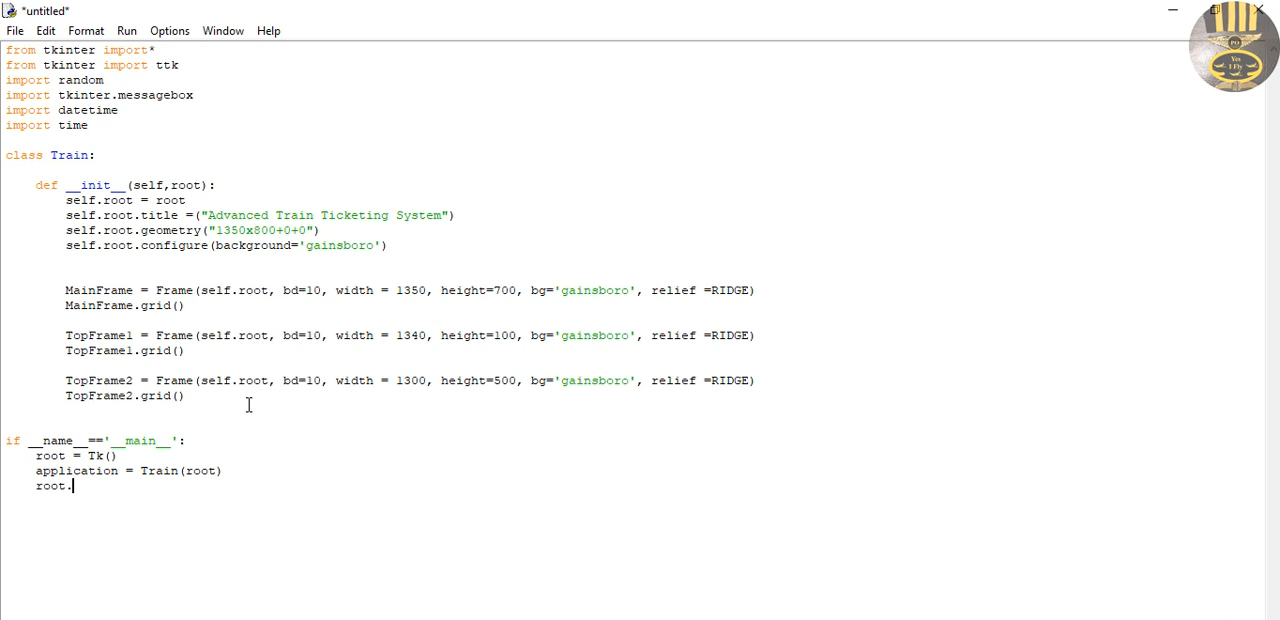 *untitled*
File Edit Format Run Options Window Help
from tkinter import*
from tkinter import ttk
import random
import tkinter.messagebox
import datetime
import time
class Train:
def __init__(self,root):
self.root = root
self.root.title =("Advanced Train Ticketing System")
self.root.geometry("1350x800+0+0")
self.root.configure(background='gainsboro')
MainFrame = Frame(self.root, bd=10, width = 1350, height=700, bg='gainsboro', relief =RIDGE)
MainFrame.grid()
TopFrame1 = Frame(self.root, bd=10, width = 1340, height=100, bg='gainsboro', relief =RIDGE)
TopFrame1.grid()
TopFrame2 = Frame(self.root, bd=10, width = 1300, height=500, bg='gainsboro', relief =RIDGE)
TopFrame2.grid()
if __name__=='__main__':
root = Tk()
application = Train(root)
root.
PO
Yes
I Fly